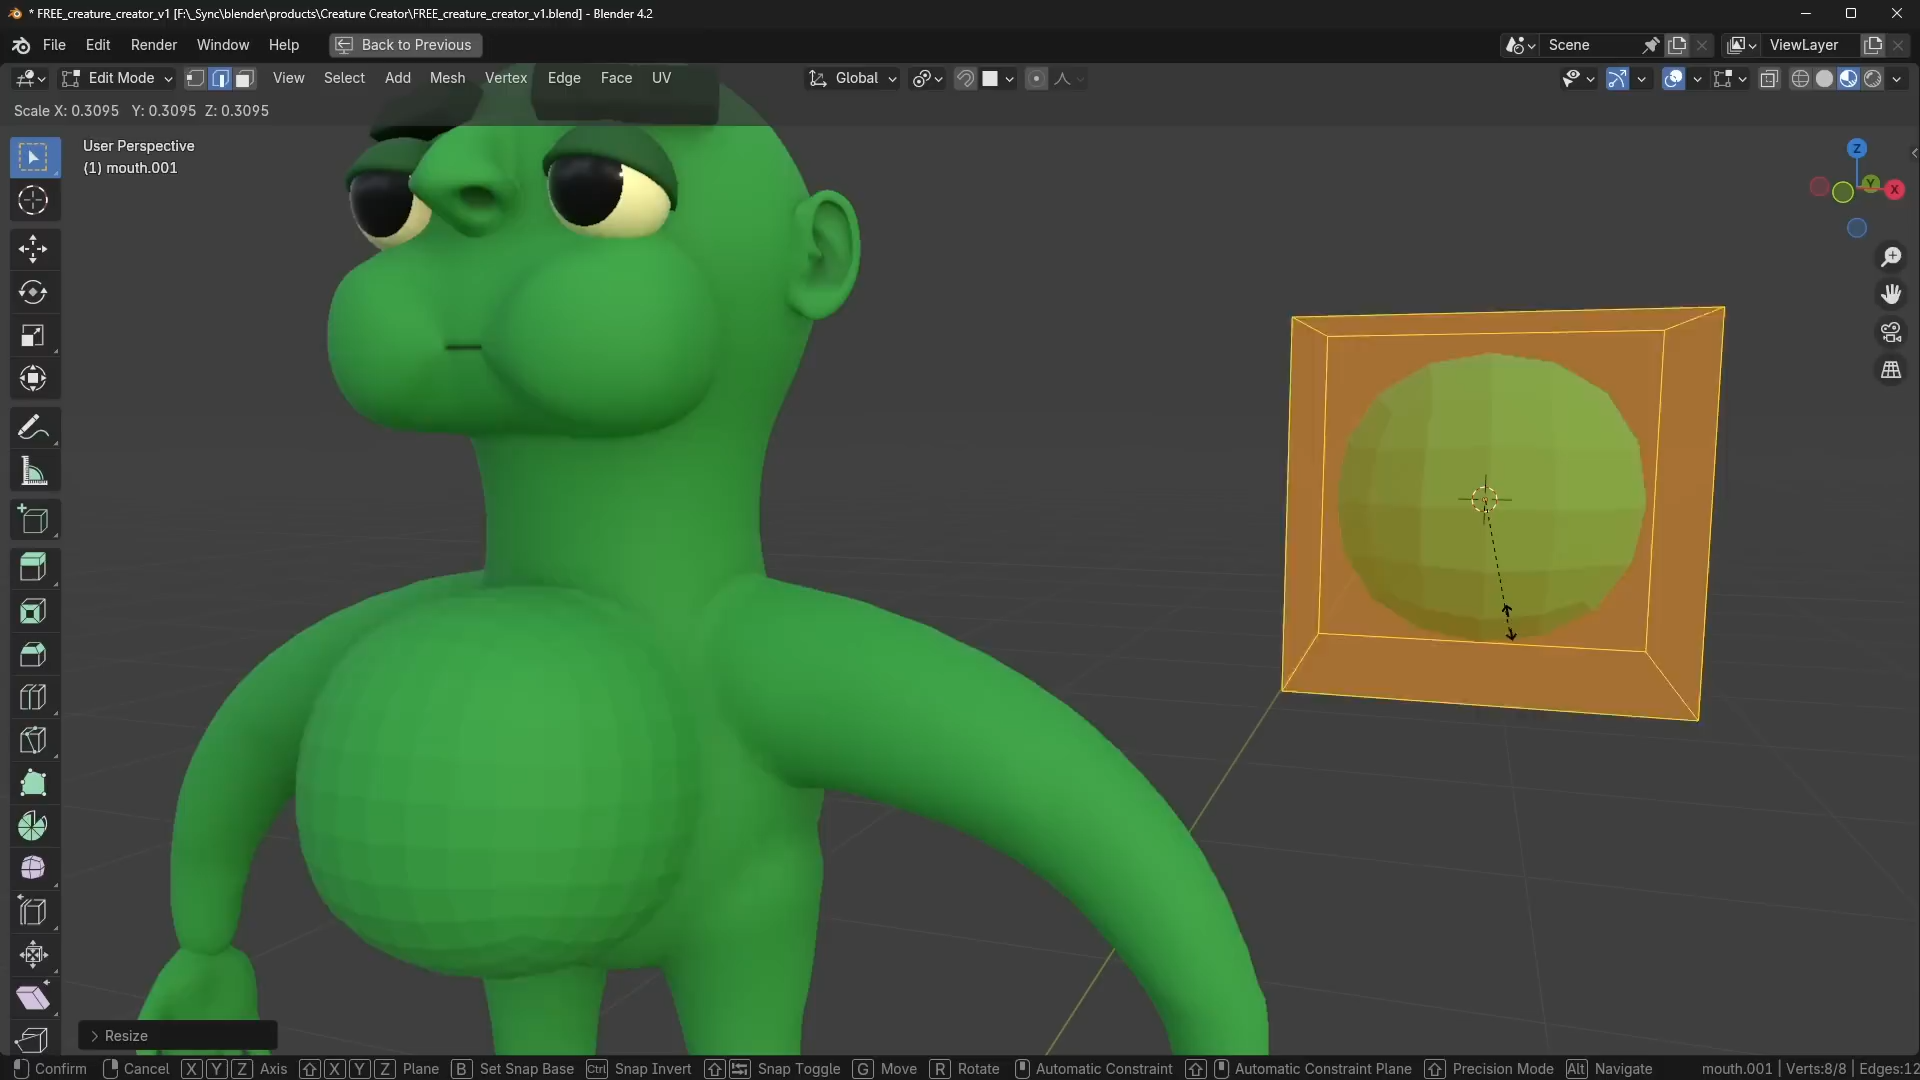 * FREE_creature_creator_v1 [F:\_Sync\blender\products\Creature Creator\FREE_creature_creator_v1.blend] - Blender 4.2
File Edit Render Window Help Back to Previous Scene ViewLayer
Edit Mode View Select Add Mesh Vertex Edge Face UV Global
Scale X: 0.3095 Y: 0.3095 Z: 0.3095
User Perspective
(1) mouth.001
Z
Y
X
Resize
Confirm Cancel X Y Z Axis X Y Z Plane B Set Snap Base Ctrl Snap Invert Snap Toggle G Move R Rotate Automatic Constraint Automatic Constraint Plane Precision Mode Alt Navigate mouth.001 | Verts:8/8 | Edges:12